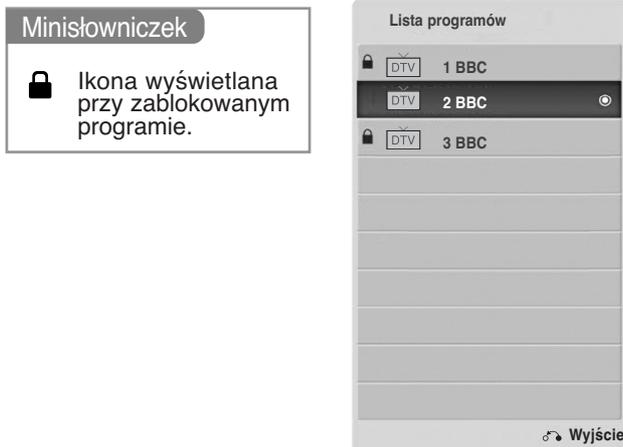 Minisłowniczek
Ikona wyświetlana
przy zablokowanym
programie.
Lista programów
DTV 1 BBC
DTV 2 BBC
DTV 3 BBC
Wyjście